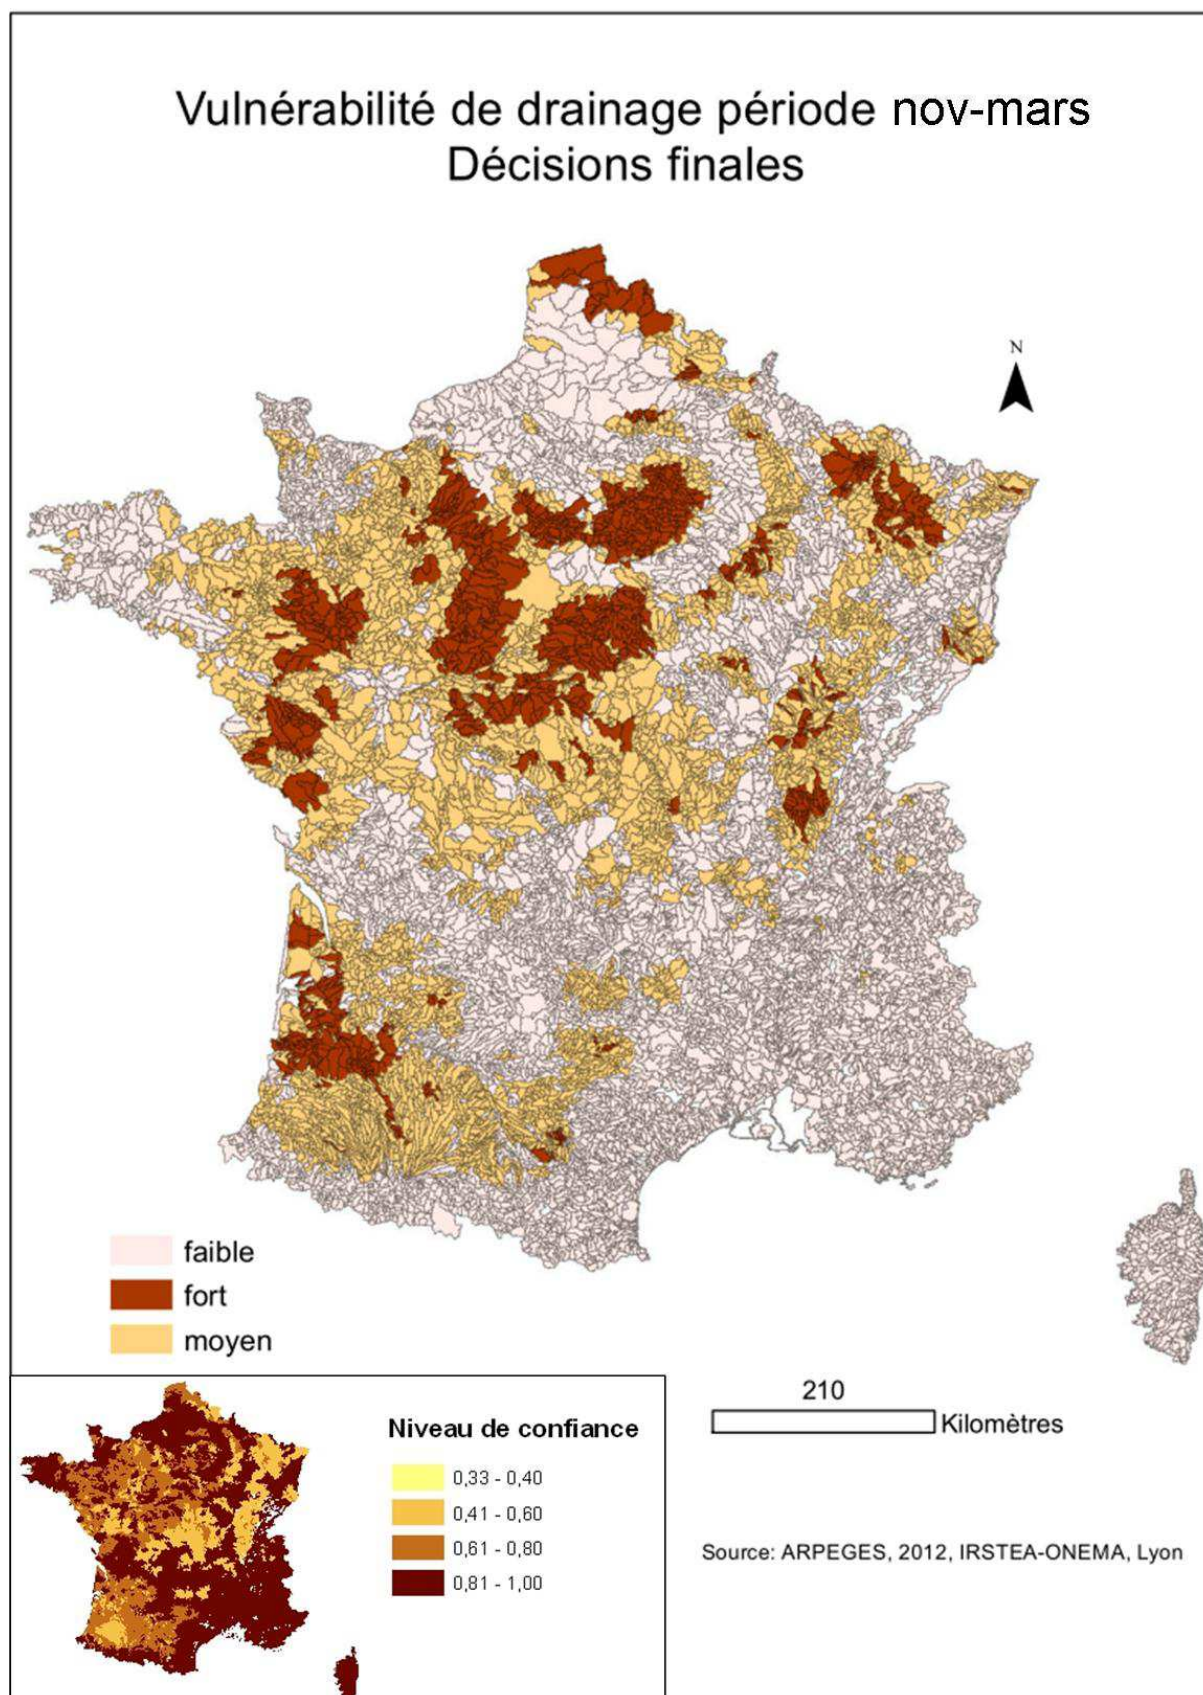 Vulnérabilité de drainage période nov-mars
Décisions finales
N
faible
fort
moyen
210
Kilomètres
Niveau de confiance
0,33 - 0,40
0,41 - 0,60
0,61 - 0,80
0,81 - 1,00
Source: ARPEGES, 2012, IRSTEA-ONEMA, Lyon